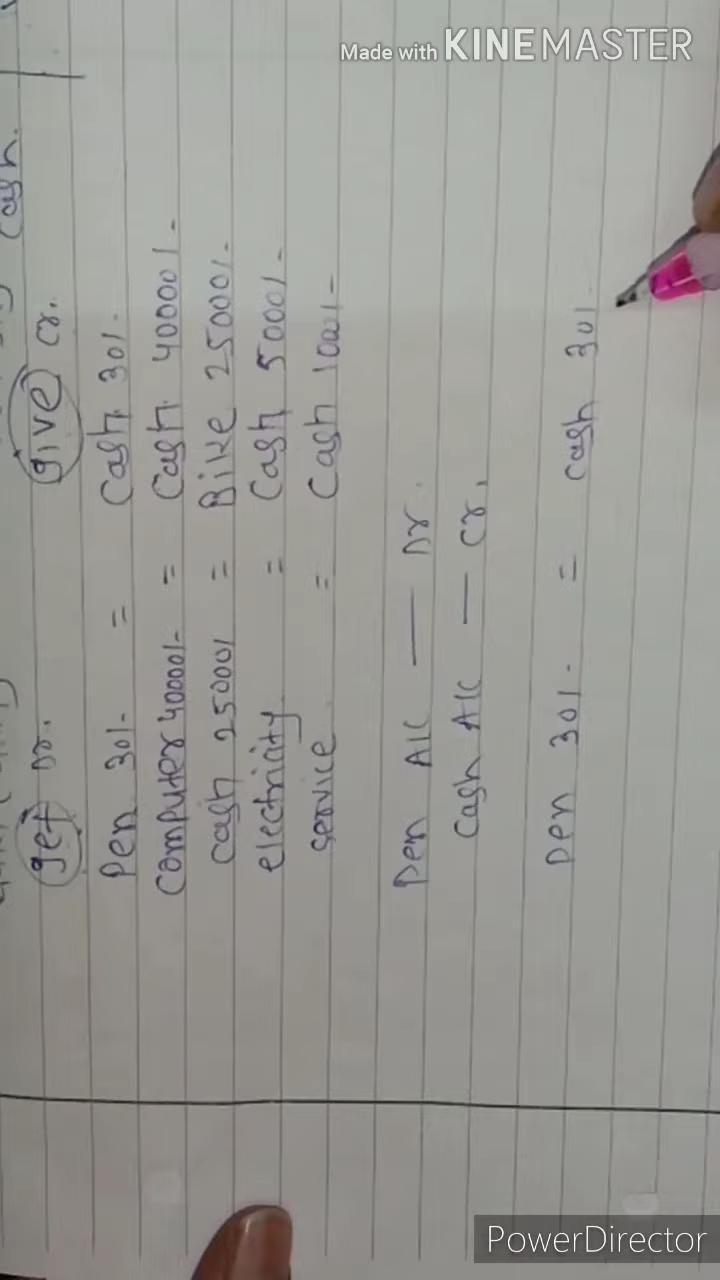 Made with KINEMASTER
Cash.
get Dr. give Cr.
Pen 30/- = Cash 30/-
Computer 40000/- = Cash 40000/-
Cash 25000/ = Bike 25000/-
electricity = Cash 5000/-
service = Cash 1000/-
Pen A/C — Dr.
Cash A/C — Cr.
Pen 30/- = Cash 30/-
PowerDirector